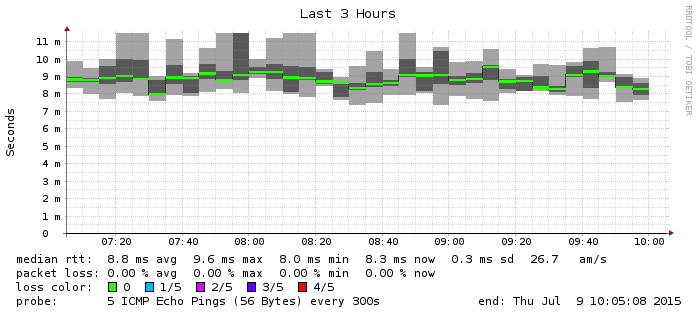 Last 3 Hours
RRDTOOL / TOBI OETIKER
Seconds
11 m
10 m
9 m
8 m
7 m
6 m
5 m
4 m
3 m
2 m
1 m
0
07:20 07:40 08:00 08:20 08:40 09:00 09:20 09:40 10:00
median rtt: 8.8 ms avg 9.6 ms max 8.0 ms min 8.3 ms now 0.3 ms sd 26.7 am/s
packet loss: 0.00 % avg 0.00 % max 0.00 % min 0.00 % now
loss color: 0 1/5 2/5 3/5 4/5
probe: 5 ICMP Echo Pings (56 Bytes) every 300s end: Thu Jul 9 10:05:08 2015